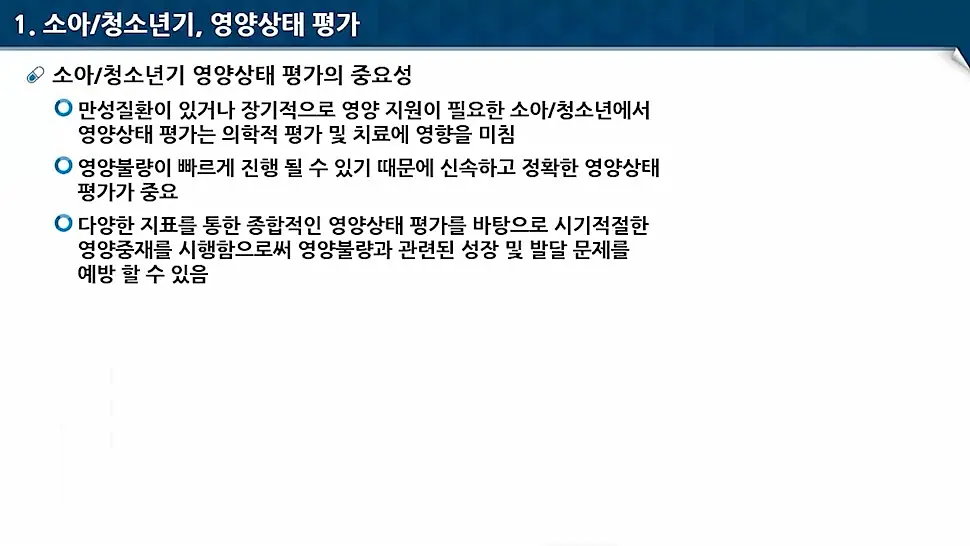 1. 소아/청소년기, 영양상태 평가
소아/청소년기 영양상태 평가의 중요성
만성질환이 있거나 장기적으로 영양 지원이 필요한 소아/청소년에서
영양상태 평가는 의학적 평가 및 치료에 영향을 미침
영양불량이 빠르게 진행 될 수 있기 때문에 신속하고 정확한 영양상태
평가가 중요
다양한 지표를 통한 종합적인 영양상태 평가를 바탕으로 시기적절한
영양중재를 시행함으로써 영양불량과 관련된 성장 및 발달 문제를
예방 할 수 있음